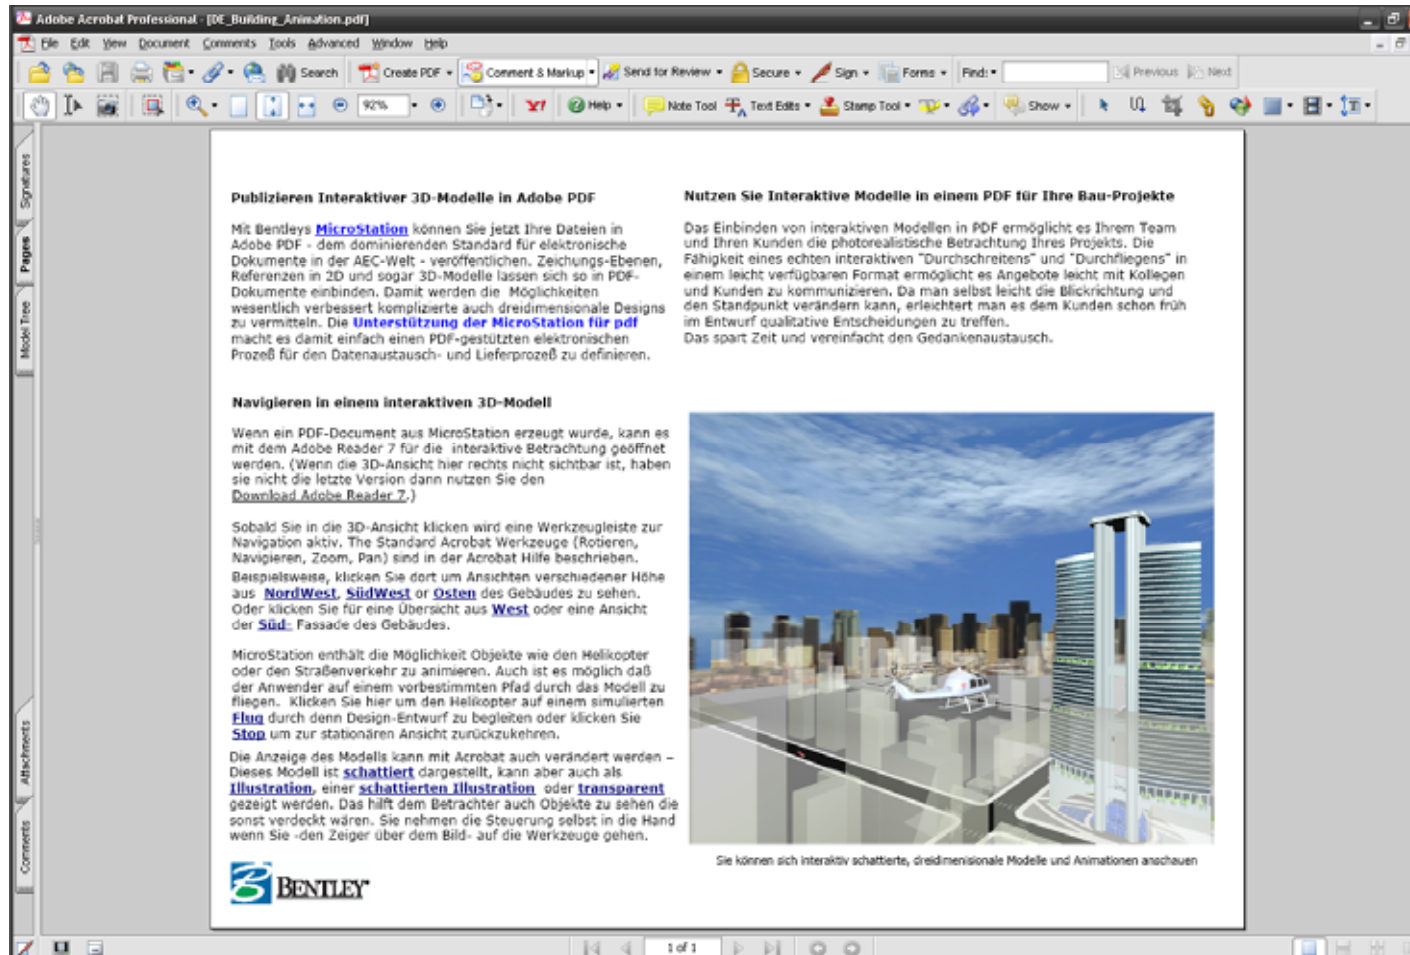 Adobe Acrobat Professional - [DE_Building_Animation.pdf]
File Edit View Document Comments Tools Advanced Window Help
Search Create PDF Comment & Markup Send for Review Secure Sign Forms Find: Previous Next
92% Y! Help Note Tool Text Edits Stamp Tool Show
Signatures
Pages
Model Tree
Attachments
Comments
Publizieren Interaktiver 3D-Modelle in Adobe PDF
Mit Bentleys MicroStation können Sie jetzt Ihre Dateien in
Adobe PDF - dem dominierenden Standard für elektronische
Dokumente in der AEC-Welt - veröffentlichen. Zeichungs-Ebenen,
Referenzen in 2D und sogar 3D-Modelle lassen sich so in PDF-
Dokumente einbinden. Damit werden die Möglichkeiten
wesentlich verbessert komplizierte auch dreidimensionale Designs
zu vermitteln. Die Unterstützung der MicroStation für pdf
macht es damit einfach einen PDF-gestützten elektronischen
Prozeß für den Datenaustausch- und Lieferprozeß zu definieren.
Navigieren in einem interaktiven 3D-Modell
Wenn ein PDF-Document aus MicroStation erzeugt wurde, kann es
mit dem Adobe Reader 7 für die interaktive Betrachtung geöffnet
werden. (Wenn die 3D-Ansicht hier rechts nicht sichtbar ist, haben
sie nicht die letzte Version dann nutzen Sie den
Download Adobe Reader 7.)
Sobald Sie in die 3D-Ansicht klicken wird eine Werkzeugleiste zur
Navigation aktiv. The Standard Acrobat Werkzeuge (Rotieren,
Navigieren, Zoom, Pan) sind in der Acrobat Hilfe beschrieben.
Beispielsweise, klicken Sie dort um Ansichten verschiedener Höhe
aus NordWest, SüdWest or Osten des Gebäudes zu sehen.
Oder klicken Sie für eine Übersicht aus West oder eine Ansicht
der Süd- Fassade des Gebäudes.
MicroStation enthält die Möglichkeit Objekte wie den Helikopter
oder den Straßenverkehr zu animieren. Auch ist es möglich daß
der Anwender auf einem vorbestimmten Pfad durch das Modell zu
fliegen. Klicken Sie hier um den Helikopter auf einem simulierten
Flug durch denn Design-Entwurf zu begleiten oder klicken Sie
Stop um zur stationären Ansicht zurückzukehren.
Die Anzeige des Modells kann mit Acrobat auch verändert werden –
Dieses Modell ist schattiert dargestellt, kann aber auch als
Illustration, einer schattierten Illustration oder transparent
gezeigt werden. Das hilft dem Betrachter auch Objekte zu sehen die
sonst verdeckt wären. Sie nehmen die Steuerung selbst in die Hand
wenn Sie -den Zeiger über dem Bild- auf die Werkzeuge gehen.
BENTLEY
Nutzen Sie Interaktive Modelle in einem PDF für Ihre Bau-Projekte
Das Einbinden von interaktiven Modellen in PDF ermöglicht es Ihrem Team
und Ihren Kunden die photorealistische Betrachtung Ihres Projekts. Die
Fähigkeit eines echten interaktiven "Durchschreitens" und "Durchfliegens" in
einem leicht verfügbaren Format ermöglicht es Angebote leicht mit Kollegen
und Kunden zu kommunizieren. Da man selbst leicht die Blickrichtung und
den Standpunkt verändern kann, erleichtert man es dem Kunden schon früh
im Entwurf qualitative Entscheidungen zu treffen.
Das spart Zeit und vereinfacht den Gedankenaustausch.
Sie können sich interaktiv schattierte, dreidimenisionale Modelle und Animationen anschauen
1 of 1